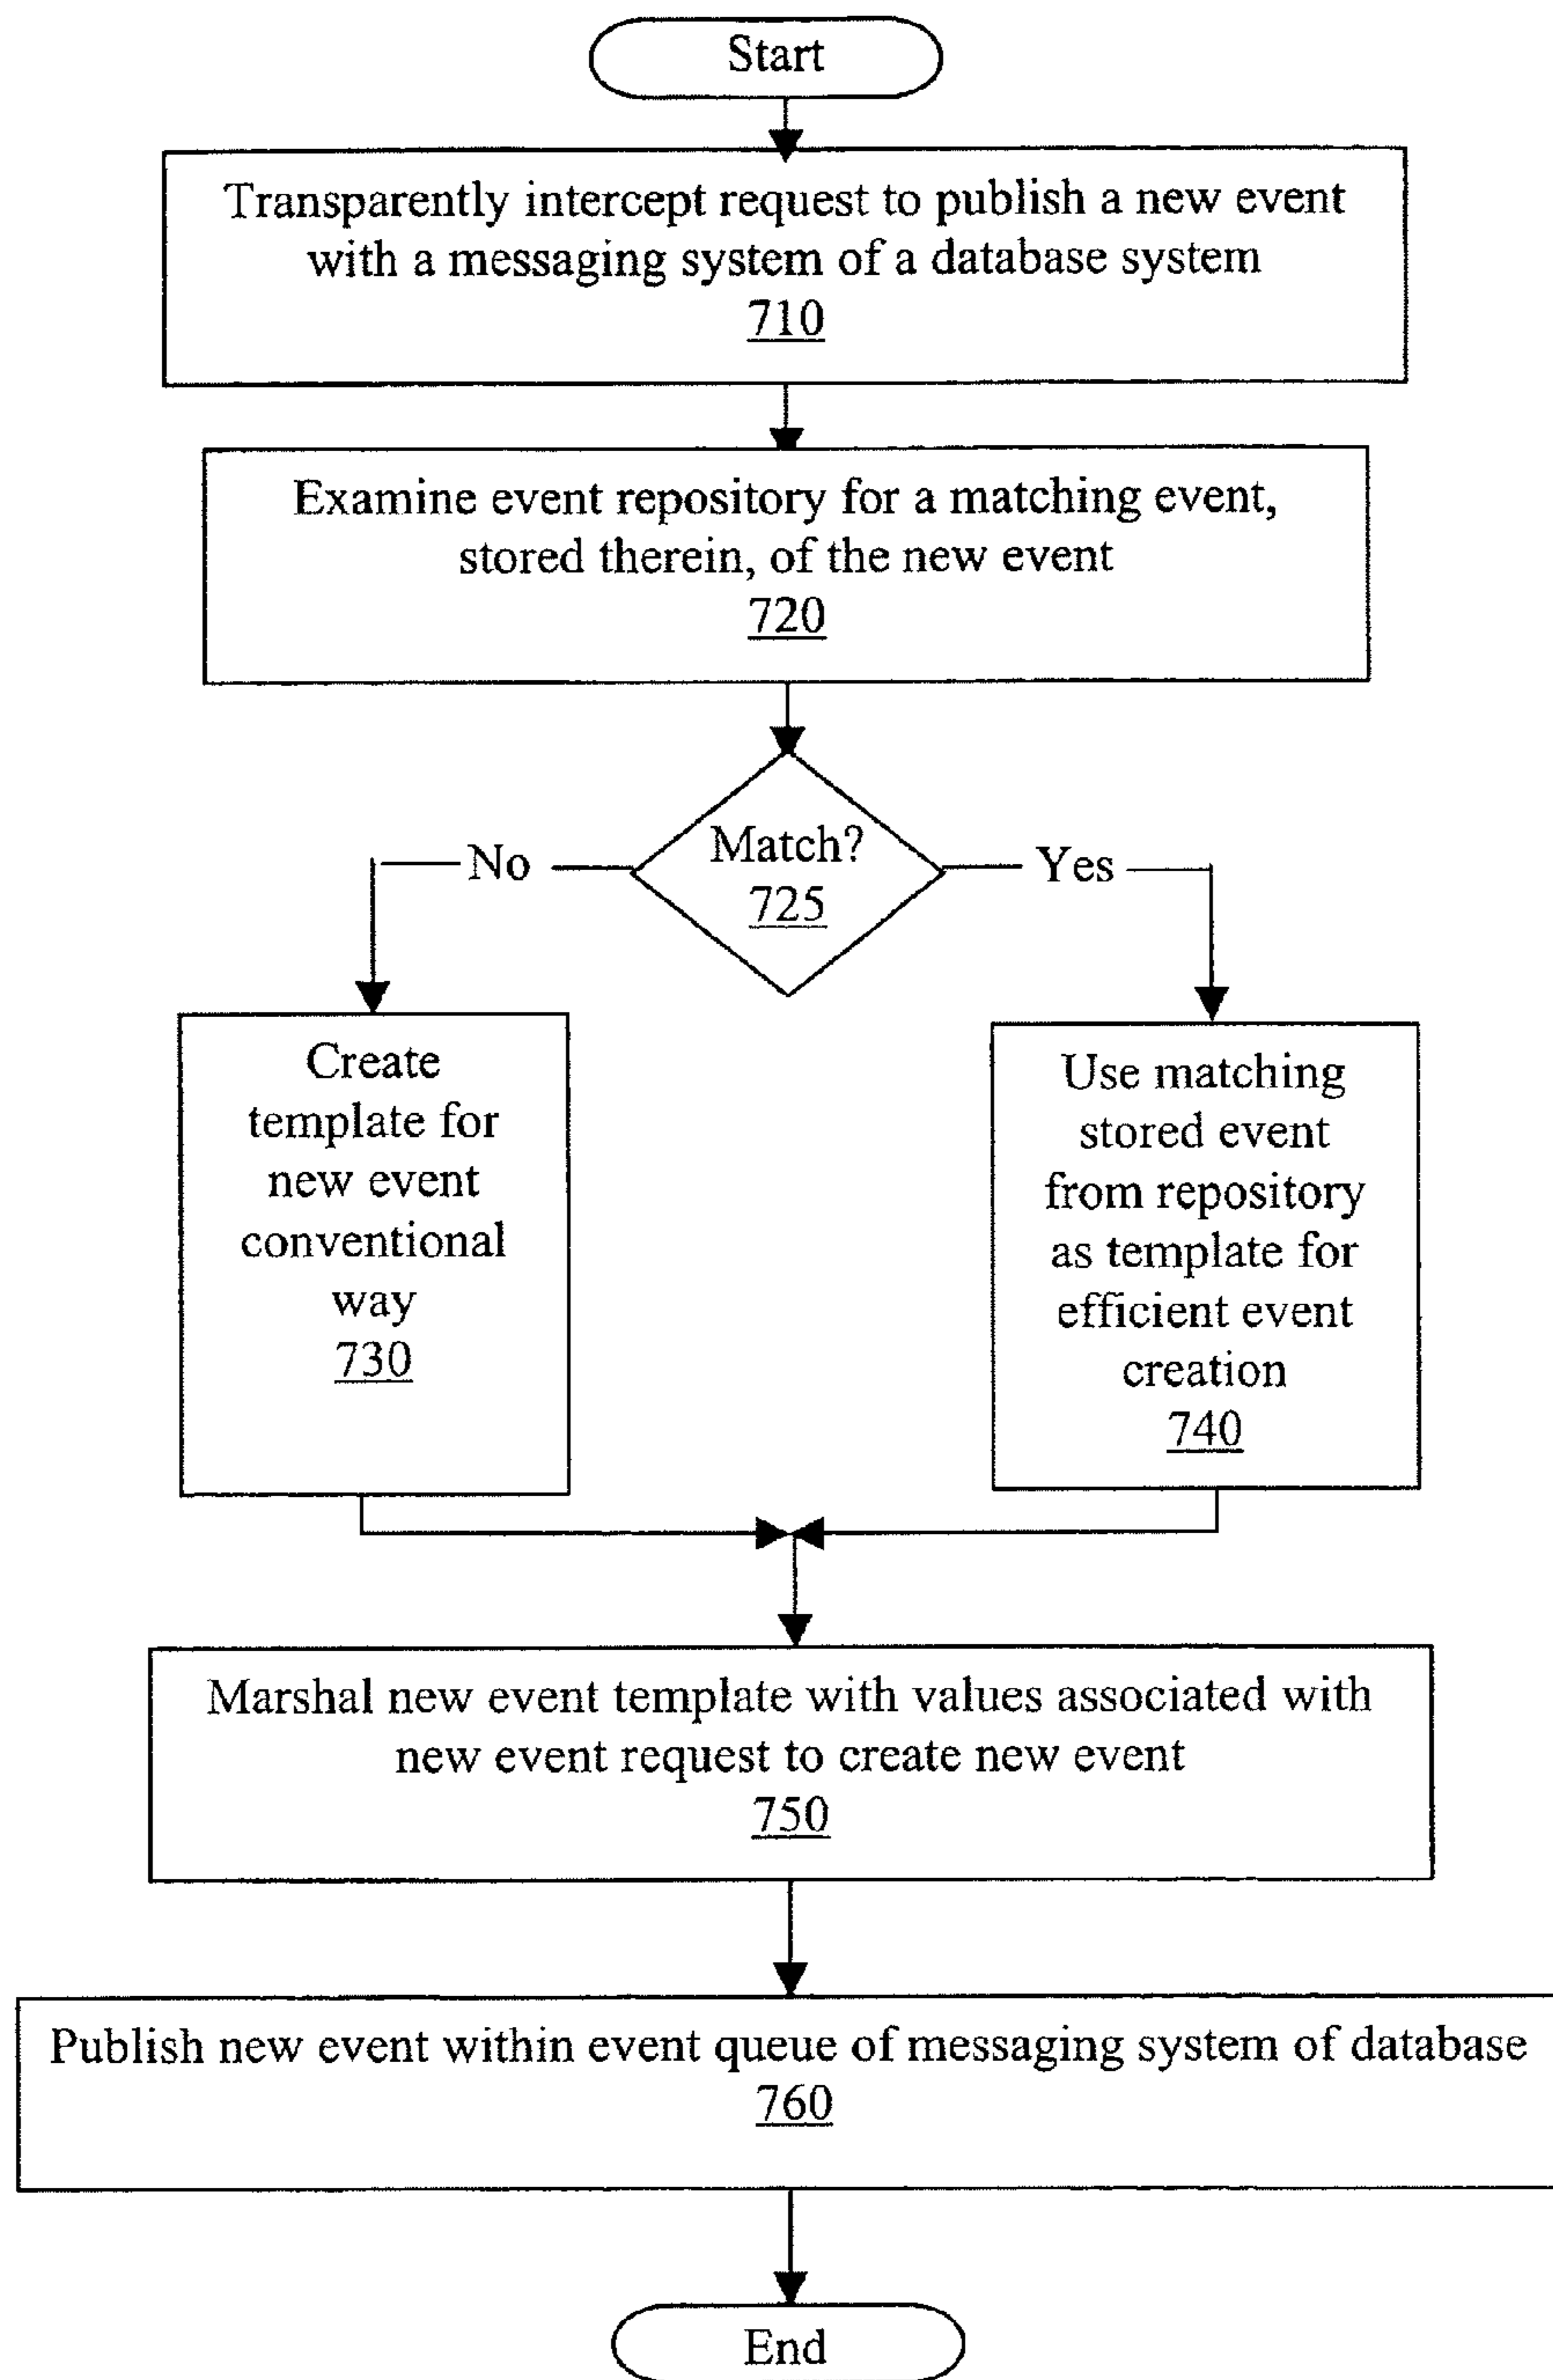 Start
Transparently intercept request to publish a new event
with a messaging system of a database system
710
Examine event repository for a matching event,
stored therein, of the new event
720
Match?
725
No
Yes
Create
template for
new event
conventional
way
730
Use matching
stored event
from repository
as template for
efficient event
creation
740
Marshal new event template with values associated with
new event request to create new event
750
Publish new event within event queue of messaging system of database
760
End